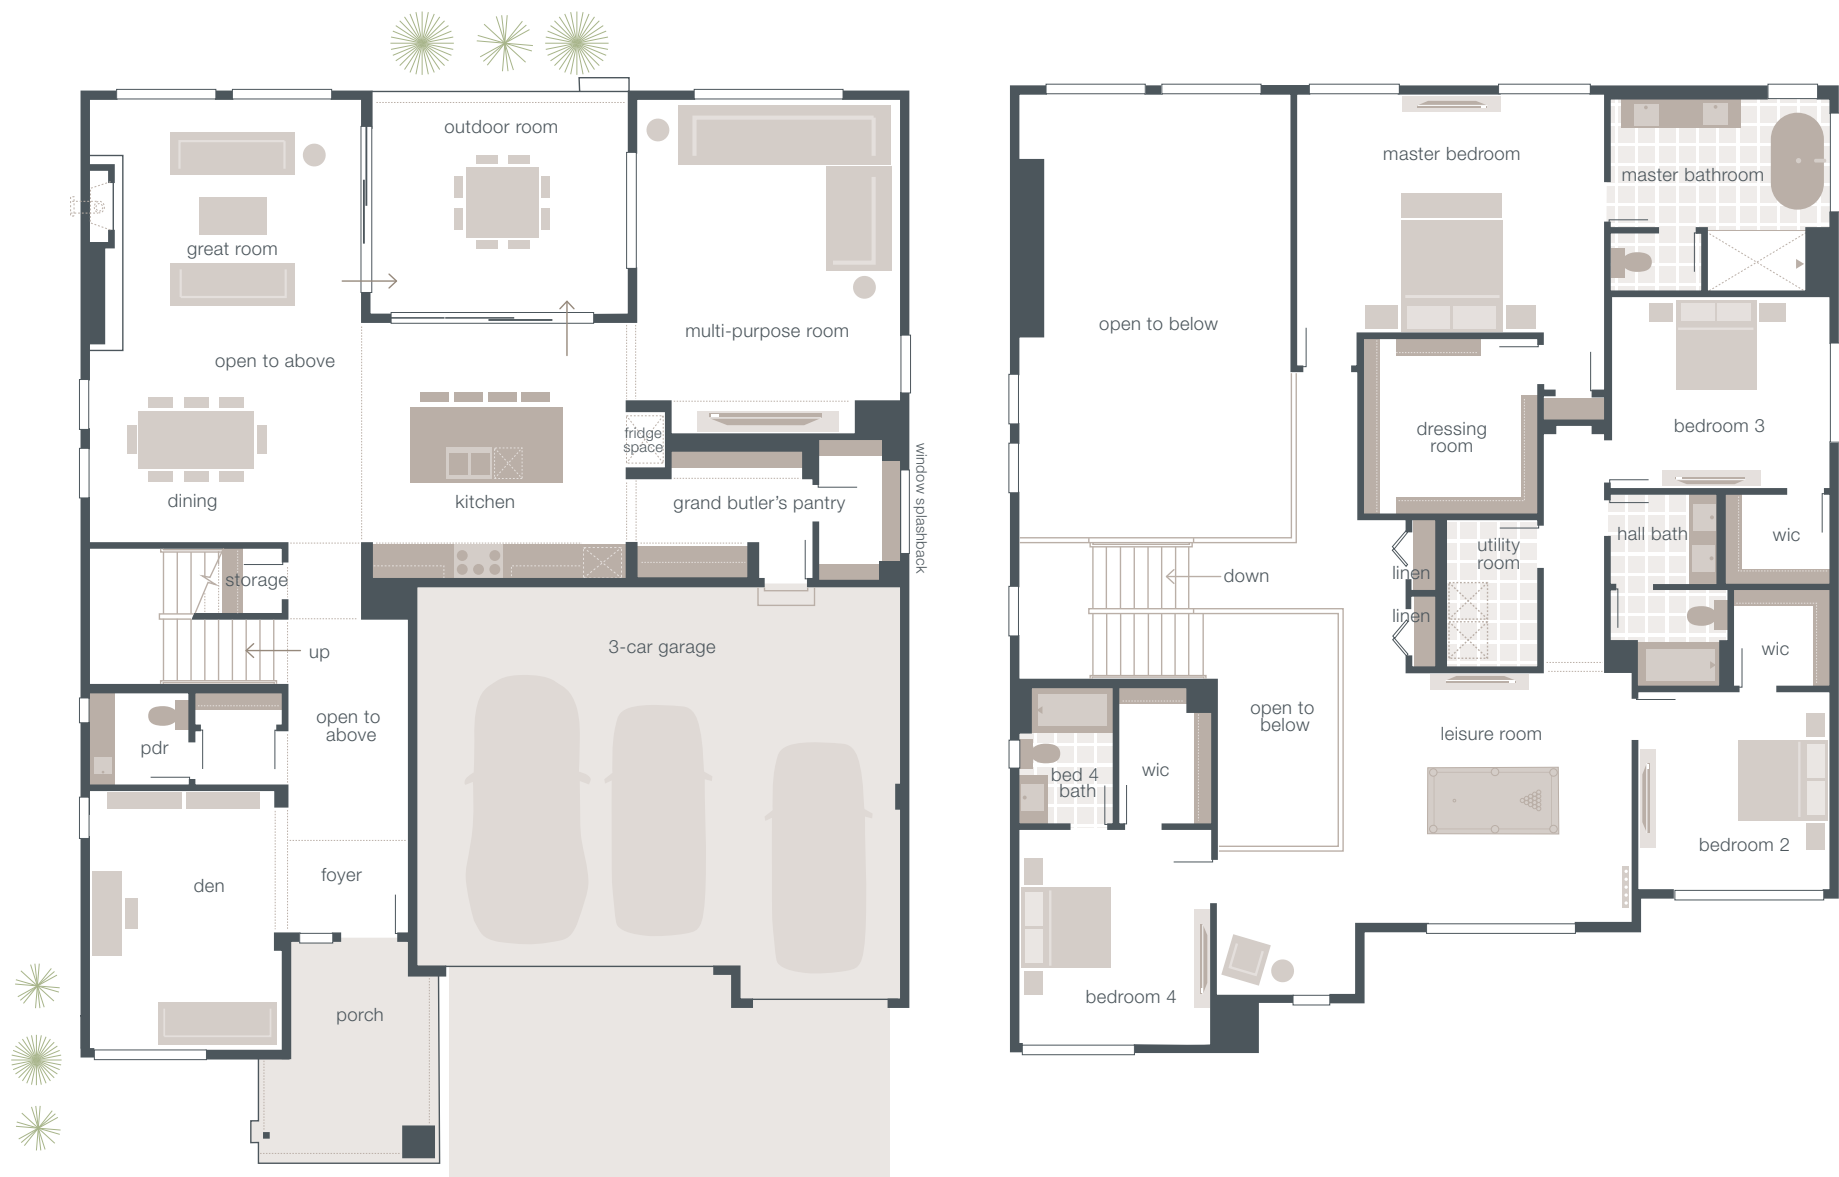 outdoor room
great room
multi-purpose room
open to above
fridge
space
dining
kitchen
grand butler's pantry
window splashback
storage
up
3-car garage
pdr
open to
above
den
foyer
porch
master bedroom
master bathroom
open to below
dressing
room
bedroom 3
hall bath
wic
utility
room
linen
down
linen
wic
open to
below
leisure room
bed 4
bath
wic
bedroom 2
bedroom 4